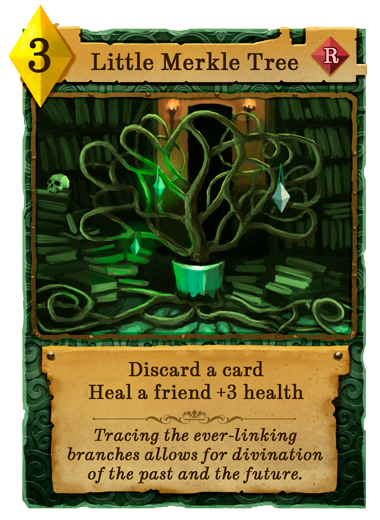 3
Little Merkle Tree
R
Discard a card
Heal a friend +3 health
Tracing the ever-linking
branches allows for divination
of the past and the future.